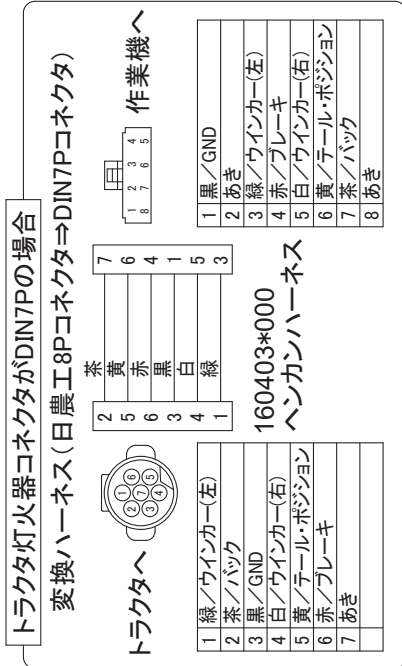 トラクタ灯火器コネクタがDIN7Pの場合
変換ハーネス(日農工8Pコネクタ⇒DIN7Pコネクタ)
トラクタへ
1 6 2 7 5 3 4
2 茶 7
5 黄 6
6 赤 4
3 黒 1
4 白 5
1 緑 3
1 2 3 4
8 7 6 5
作業機へ
160403*000
ヘンカンハーネス
1 緑／ウインカー(左)
2 茶／バック
3 黒／GND
4 白／ウインカー(右)
5 黄／テール・ポジション
6 赤／ブレーキ
7 あき
1 黒／GND
2 あき
3 緑／ウインカー(左)
4 赤／ブレーキ
5 白／ウインカー(右)
6 黄／テール・ポジション
7 茶／バック
8 あき